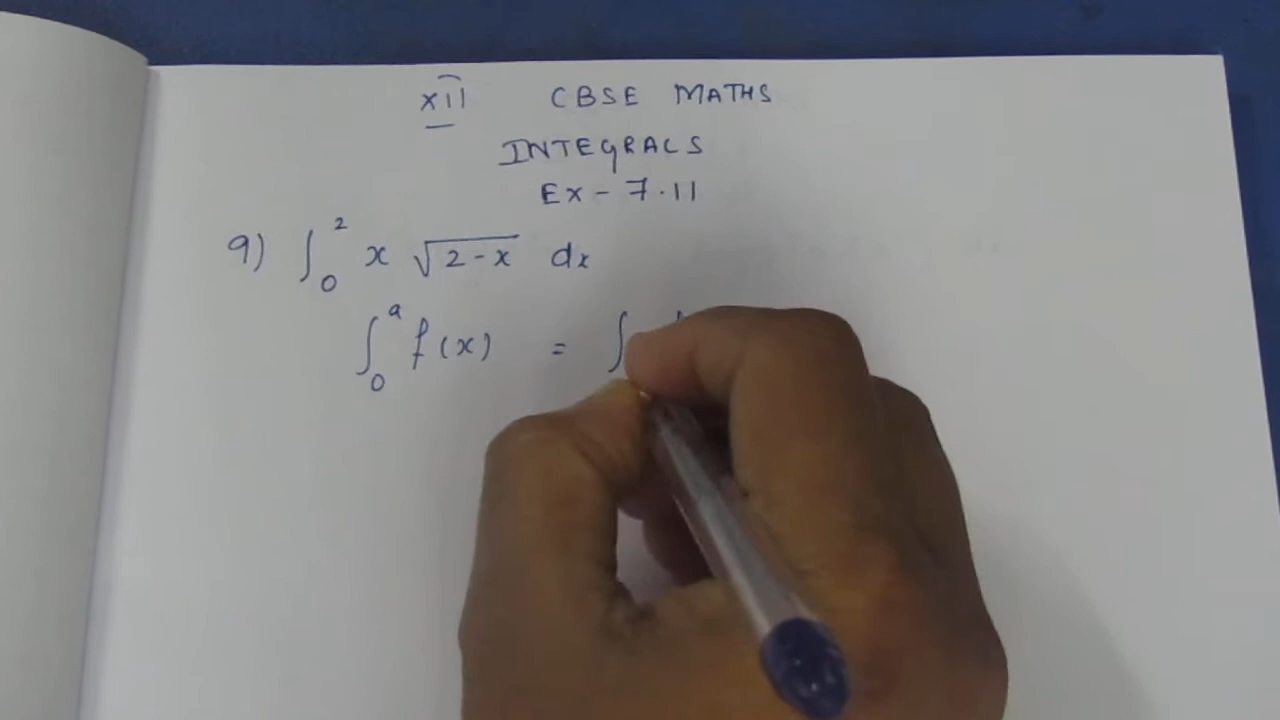 XII CBSE MATHS
INTEGRALS
Ex - 7.11
9) ∫₀² x √(2-x) dx
∫₀ᵃ f(x) = ∫